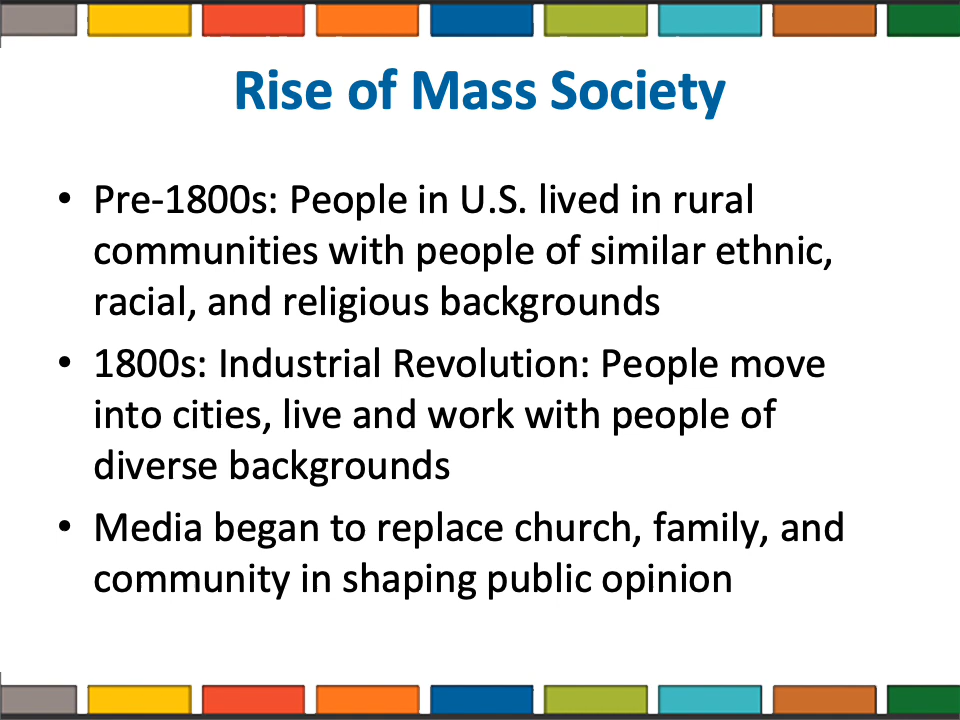 Rise of Mass Society
• Pre-1800s: People in U.S. lived in rural
communities with people of similar ethnic,
racial, and religious backgrounds
• 1800s: Industrial Revolution: People move
into cities, live and work with people of
diverse backgrounds
• Media began to replace church, family, and
community in shaping public opinion